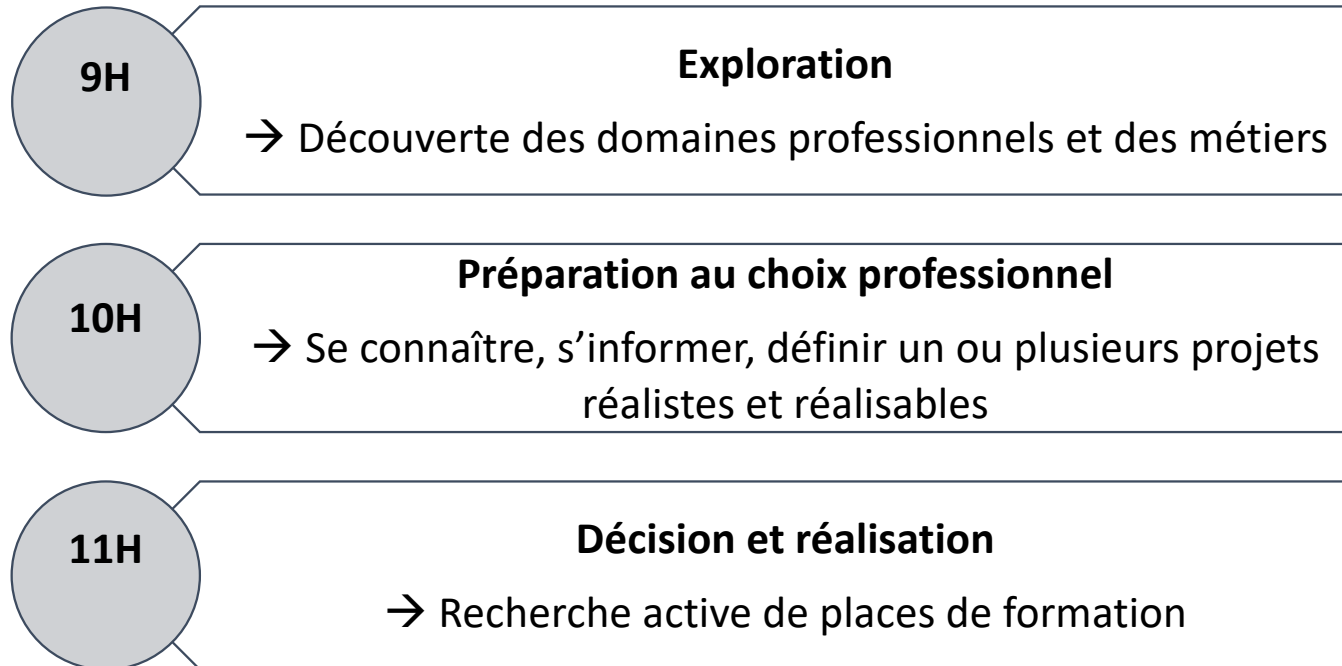 9H
Exploration
→ Découverte des domaines professionnels et des métiers
10H
Préparation au choix professionnel
→ Se connaître, s’informer, définir un ou plusieurs projets
réalistes et réalisables
11H
Décision et réalisation
→ Recherche active de places de formation